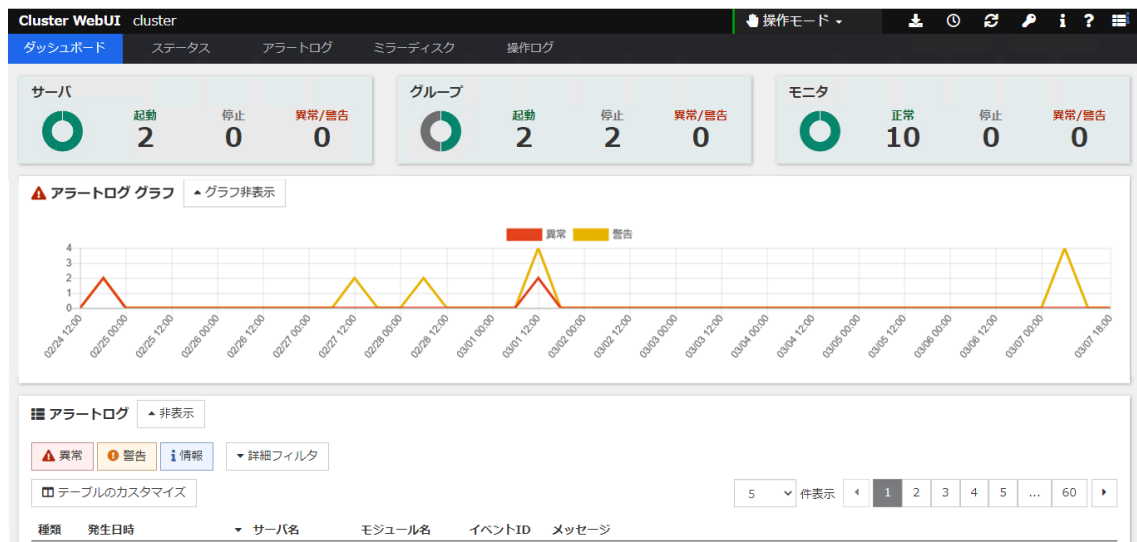 Cluster WebUI cluster 操作モード
ダッシュボード ステータス アラートログ ミラーディスク 操作ログ
サーバ
起動 停止 異常/警告
2 0 0
グループ
起動 停止 異常/警告
2 2 0
モニタ
正常 停止 異常/警告
10 0 0
アラートログ グラフ グラフ非表示
異常 警告
4
3
2
1
0
02/24 12:00 02/25 00:00 02/25 12:00 02/26 00:00 02/26 12:00 02/27 00:00 02/27 12:00 02/28 00:00 02/28 12:00 03/01 00:00 03/01 12:00 03/02 00:00 03/02 12:00 03/03 00:00 03/03 12:00 03/04 00:00 03/04 12:00 03/05 00:00 03/05 12:00 03/06 00:00 03/06 12:00 03/07 00:00 03/07 18:00
アラートログ 非表示
異常 警告 情報 詳細フィルタ
テーブルのカスタマイズ 5 件表示 1 2 3 4 5 ... 60
種類 発生日時 サーバ名 モジュール名 イベントID メッセージ